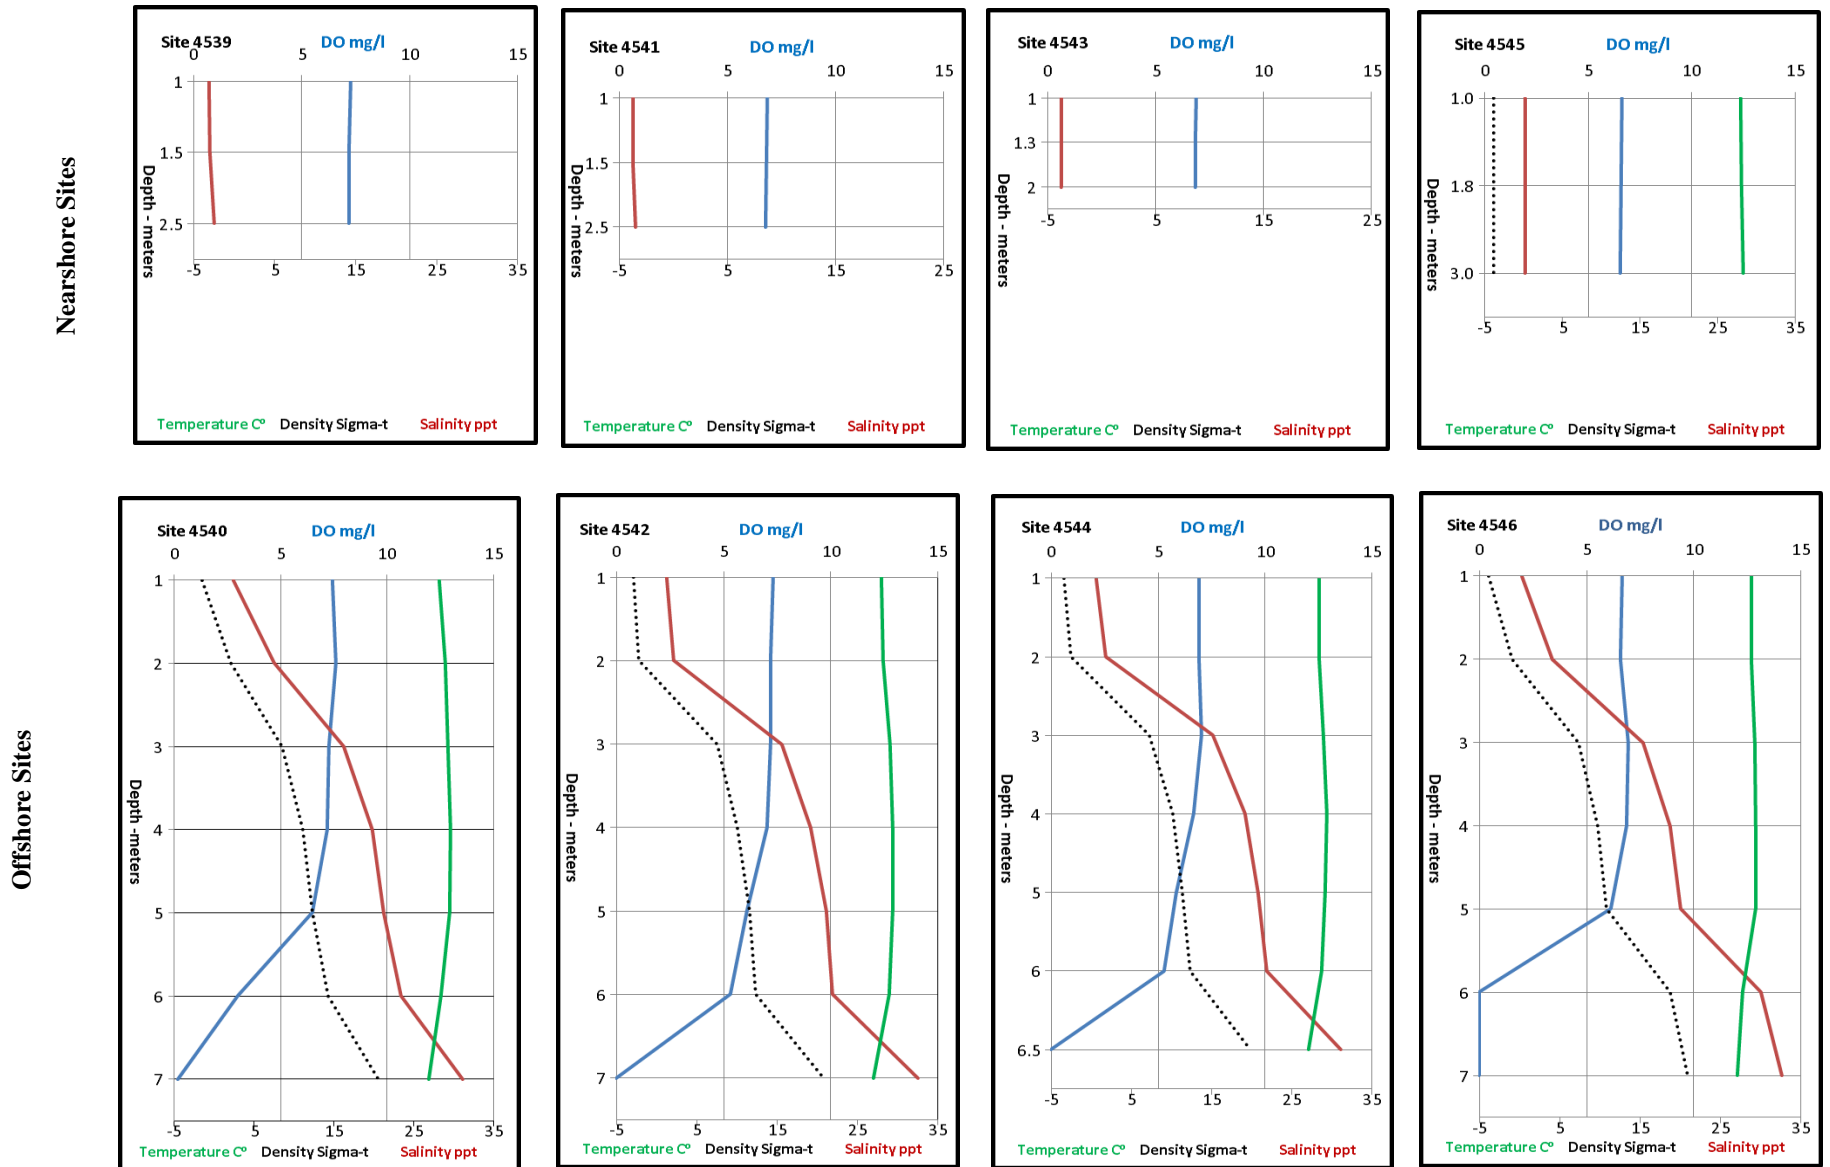 Nearshore Sites
Site 4539 DO mg/l
0 5 10 15
1
1.5
2.5
Depth - meters
-5 5 15 25 35
Temperature Cº Density Sigma-t Salinity ppt
Site 4541 DO mg/l
0 5 10 15
1
1.5
2.5
Depth - meters
-5 5 15 25
Temperature Cº Density Sigma-t Salinity ppt
Site 4543 DO mg/l
0 5 10 15
1
1.3
2
Depth - meters
-5 5 15 25
Temperature Cº Density Sigma-t Salinity ppt
Site 4545 DO mg/l
0 5 10 15
1.0
1.8
3.0
Depth - meters
-5 5 15 25 35
Temperature Cº Density Sigma-t Salinity ppt
Offshore Sites
Site 4540 DO mg/l
0 5 10 15
1
2
3
4
5
6
7
Depth -meters
-5 5 15 25 35
Temperature Cº Density Sigma-t Salinity ppt
Site 4542 DO mg/l
0 5 10 15
1
2
3
4
5
6
7
Depth - meters
-5 5 15 25 35
Temperature Cº Density Sigma-t Salinity ppt
Site 4544 DO mg/l
0 5 10 15
1
2
3
4
5
6
6.5
Depth - meters
-5 5 15 25 35
Temperature Cº Density Sigma-t Salinity ppt
Site 4546 DO mg/l
0 5 10 15
1
2
3
4
5
6
7
Depth - meters
-5 5 15 25 35
Temperature Cº Density Sigma-t Salinity ppt